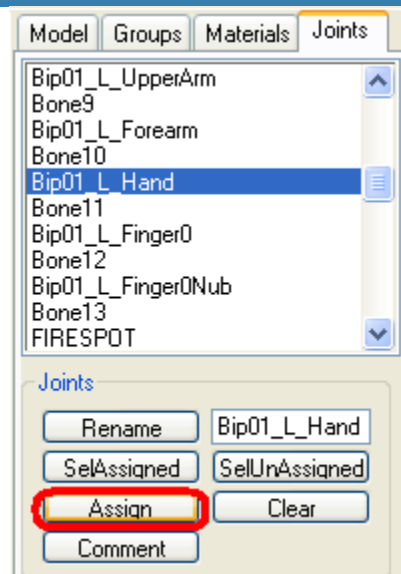 Model Groups Materials Joints
Bip01_L_UpperArm
Bone9
Bip01_L_Forearm
Bone10
Bip01_L_Hand
Bone11
Bip01_L_Finger0
Bone12
Bip01_L_Finger0Nub
Bone13
FIRESPOT
Joints
Rename Bip01_L_Hand
SelAssigned SelUnAssigned
Assign Clear
Comment